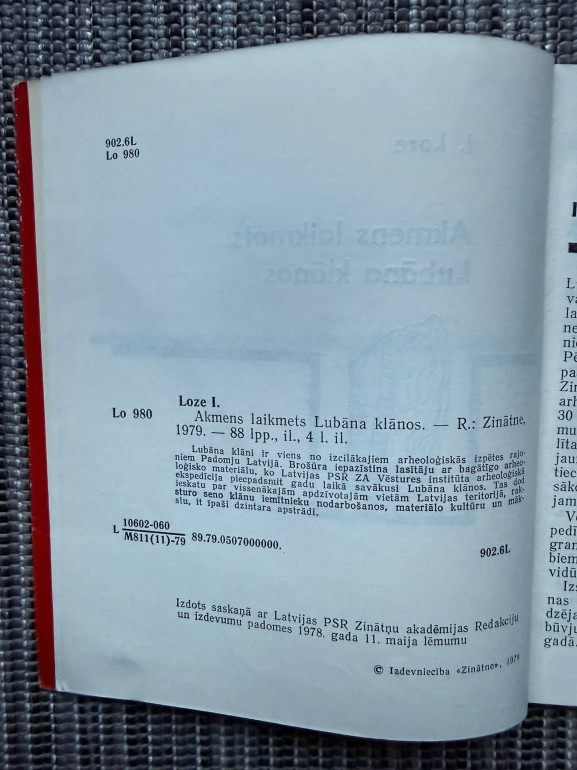 902.6L
Lo 980
I. Loze
Akmens laikmets
Lubāna klānos
Loze I.
Lo 980
Akmens laikmets Lubāna klānos. — R.: Zinātne,
1979. — 88 lpp., il., 4 l. il.
Lubāna klāni ir viens no izcilākajiem arheoloģiskās izpētes rajo-
niem Padomju Latvijā. Brošūra iepazīstina lasītāju ar bagātīgo arheo-
loģisko materiālu, ko Latvijas PSR ZA Vēstures institūta arheoloģiskā
ekspedīcija piecpadsmit gadu laikā savākusi Lubāna klānos. Tas dod
ieskatu par vissenākajām apdzīvotajām vietām Latvijas teritorijā, rak-
sturo seno klānu iemītnieku nodarbošanos, materiālo kultūru un māk-
slu, it īpaši dzintara apstrādi.
L 10602-060
M811(11)-79 89.79.0507000000.
902.6L
Izdots saskaņā ar Latvijas PSR Zinātņu akadēmijas Redakciju
un izdevumu padomes 1978. gada 11. maija lēmumu
© Izdevniecība «Zinātne», 1979